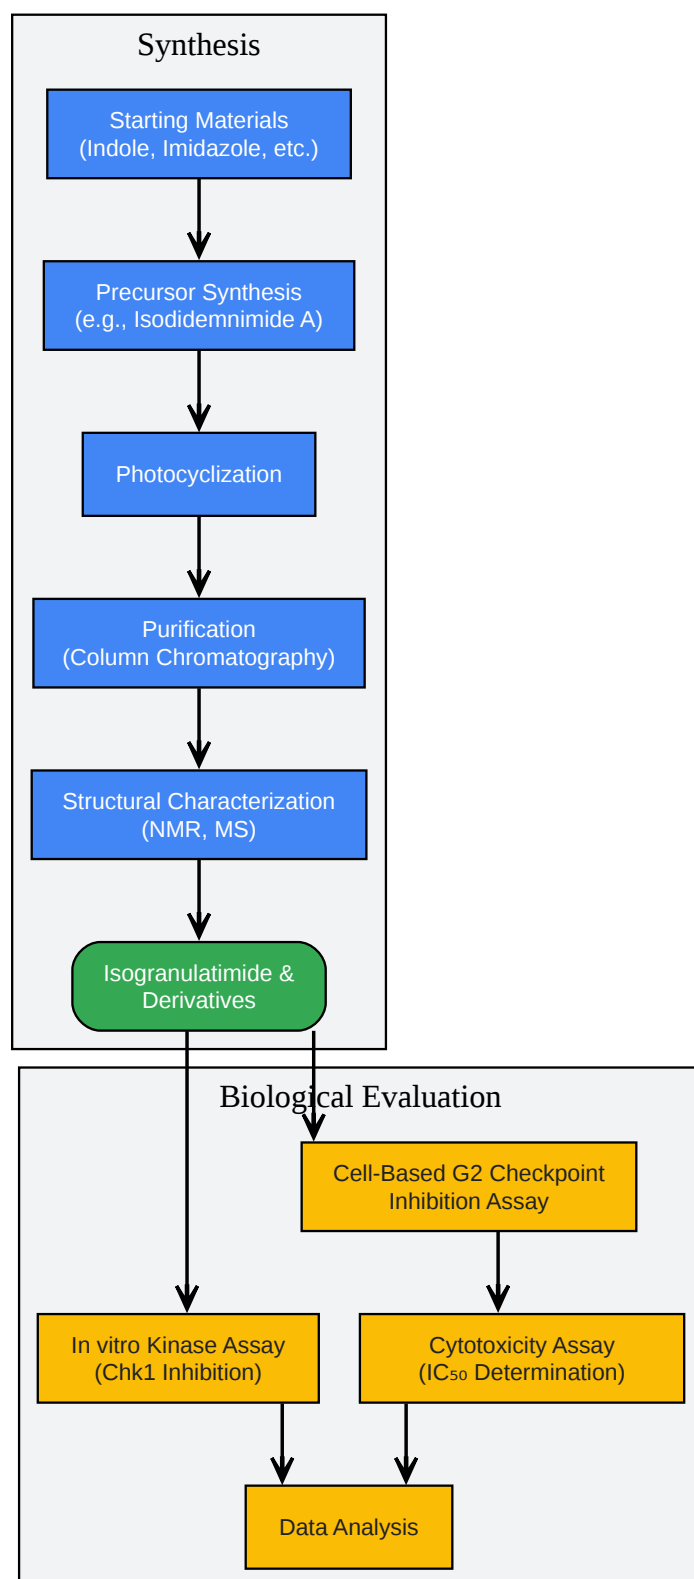 Synthesis
Starting Materials
(Indole, Imidazole, etc.)
Precursor Synthesis
(e.g., Isodidemnimide A)
Photocyclization
Purification
(Column Chromatography)
Structural Characterization
(NMR, MS)
Isogranulatimide &
Derivatives
Biological Evaluation
Cell-Based G2 Checkpoint
Inhibition Assay
In vitro Kinase Assay
(Chk1 Inhibition)
Cytotoxicity Assay
(IC₅₀ Determination)
Data Analysis